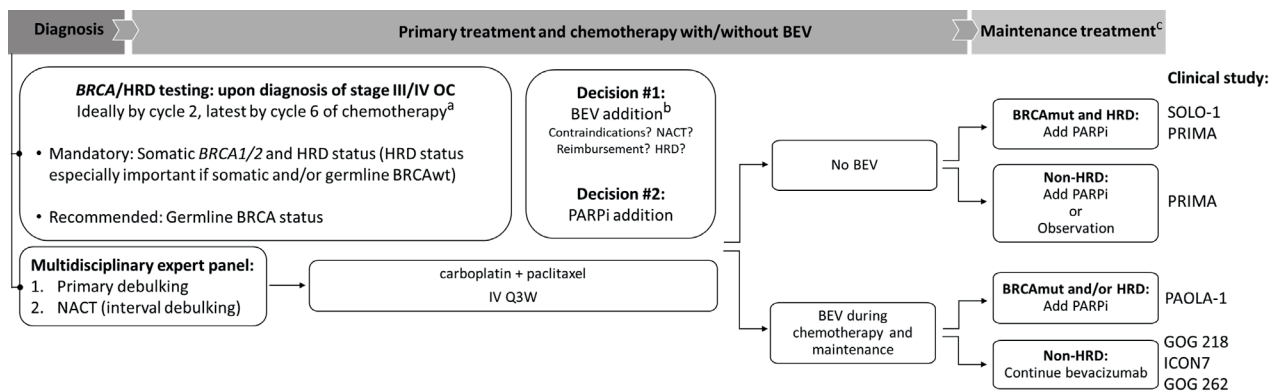 Diagnosis
Primary treatment and chemotherapy with/without BEV
Maintenance treatmentc
BRCA/HRD testing: upon diagnosis of stage III/IV OC
Ideally by cycle 2, latest by cycle 6 of chemotherapya
• Mandatory: Somatic BRCA1/2 and HRD status (HRD status
especially important if somatic and/or germline BRCAwt)
• Recommended: Germline BRCA status
Multidisciplinary expert panel:
1. Primary debulking
2. NACT (interval debulking)
carboplatin + paclitaxel
IV Q3W
Decision #1:
BEV additionb
Contraindications? NACT?
Reimbursement? HRD?
Decision #2:
PARPi addition
No BEV
BEV during
chemotherapy and
maintenance
Clinical study:
BRCAmut and HRD:
Add PARPi
SOLO-1
PRIMA
Non-HRD:
Add PARPi
or
Observation
PRIMA
BRCAmut and/or HRD:
Add PARPi
PAOLA-1
Non-HRD:
Continue bevacizumab
GOG 218
ICON7
GOG 262